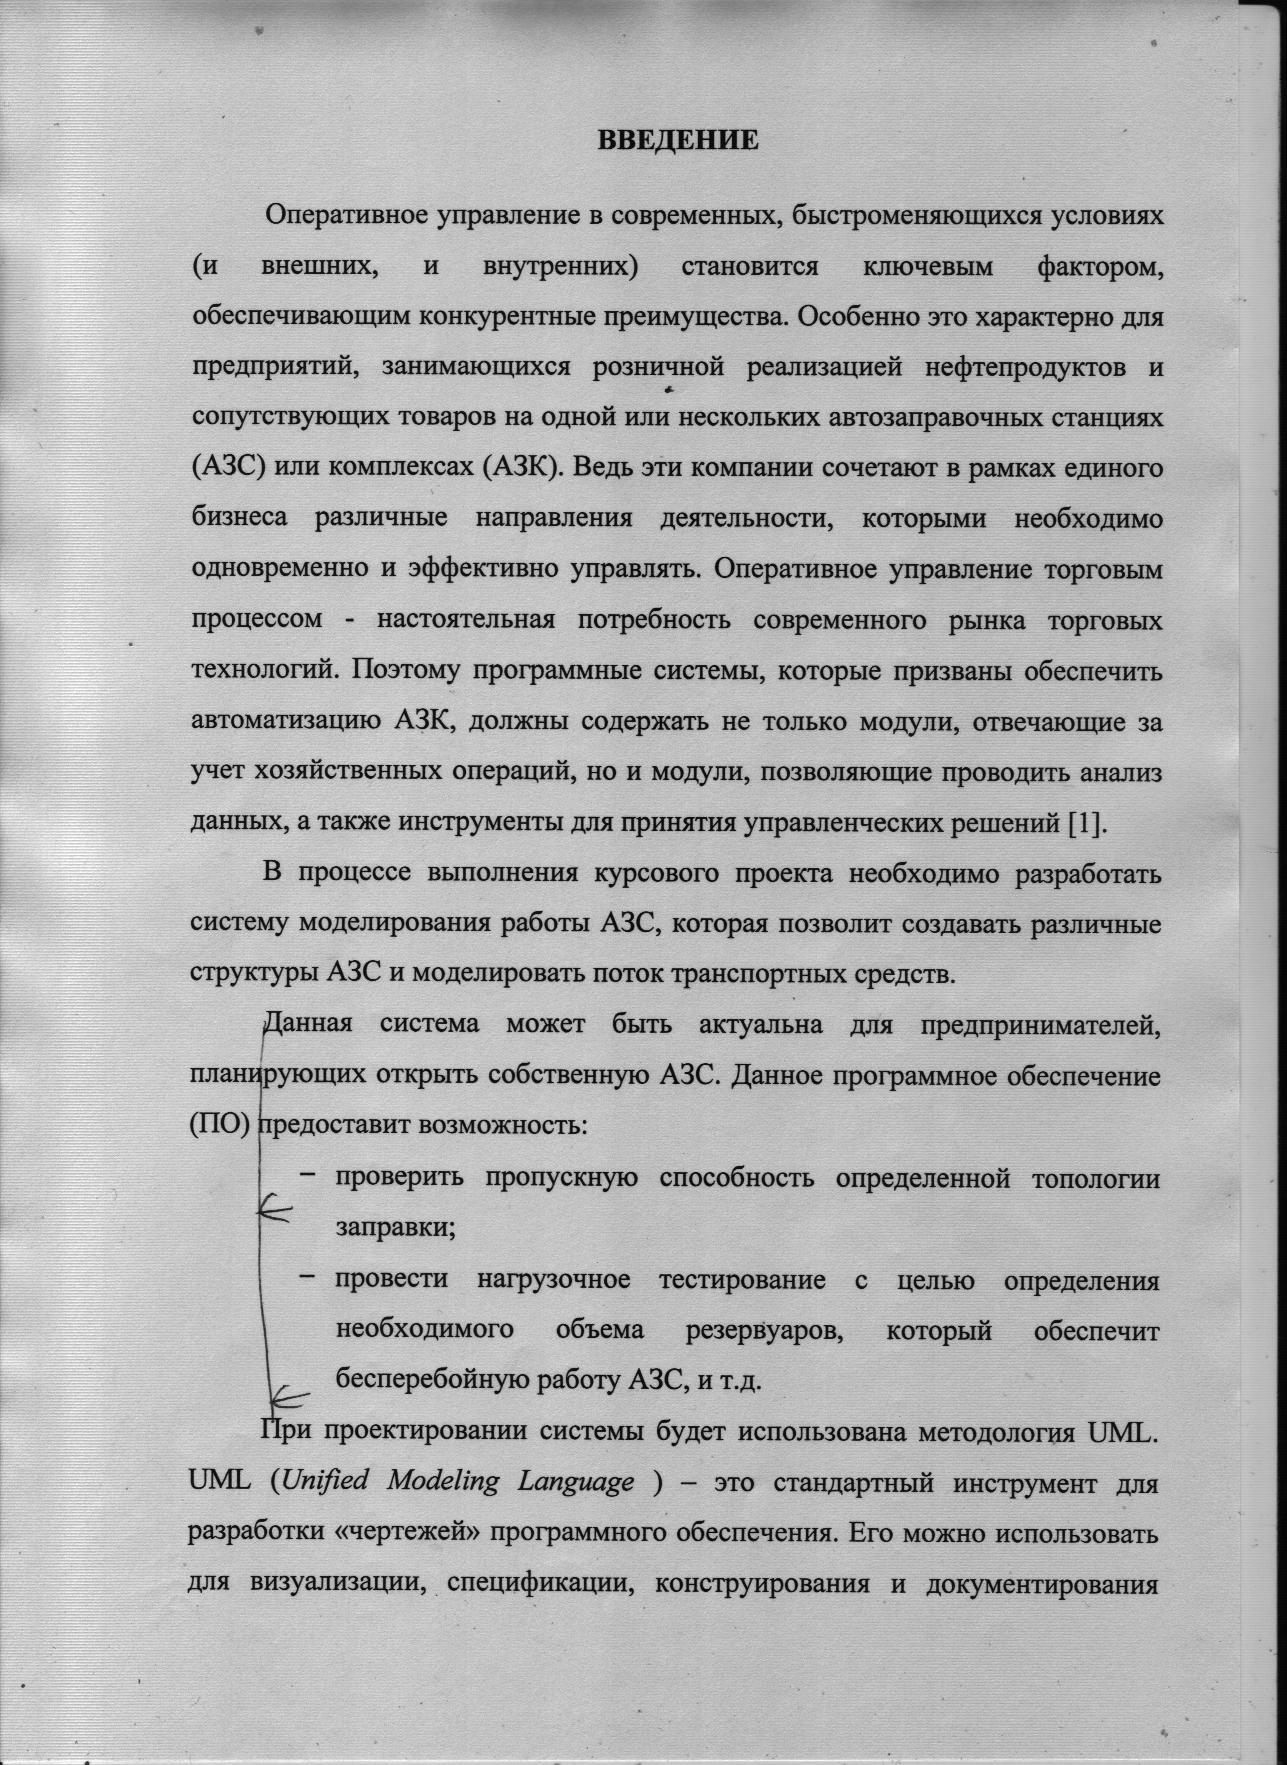 ВВЕДЕНИЕ
Оперативное управление в современных, быстроменяющихся условиях
(и внешних, и внутренних) становится ключевым фактором,
обеспечивающим конкурентные преимущества. Особенно это характерно для
предприятий, занимающихся розничной реализацией нефтепродуктов и
сопутствующих товаров на одной или нескольких автозаправочных станциях
(АЗС) или комплексах (АЗК). Ведь эти компании сочетают в рамках единого
бизнеса различные направления деятельности, которыми необходимо
одновременно и эффективно управлять. Оперативное управление торговым
процессом - настоятельная потребность современного рынка торговых
технологий. Поэтому программные системы, которые призваны обеспечить
автоматизацию АЗК, должны содержать не только модули, отвечающие за
учет хозяйственных операций, но и модули, позволяющие проводить анализ
данных, а также инструменты для принятия управленческих решений [1].
В процессе выполнения курсового проекта необходимо разработать
систему моделирования работы АЗС, которая позволит создавать различные
структуры АЗС и моделировать поток транспортных средств.
Данная система может быть актуальна для предпринимателей,
планирующих открыть собственную АЗС. Данное программное обеспечение
(ПО) предоставит возможность:
– проверить пропускную способность определенной топологии
заправки;
– провести нагрузочное тестирование с целью определения
необходимого объема резервуаров, который обеспечит
бесперебойную работу АЗС, и т.д.
При проектировании системы будет использована методология UML.
UML (Unified Modeling Language ) – это стандартный инструмент для
разработки «чертежей» программного обеспечения. Его можно использовать
для визуализации, спецификации, конструирования и документирования